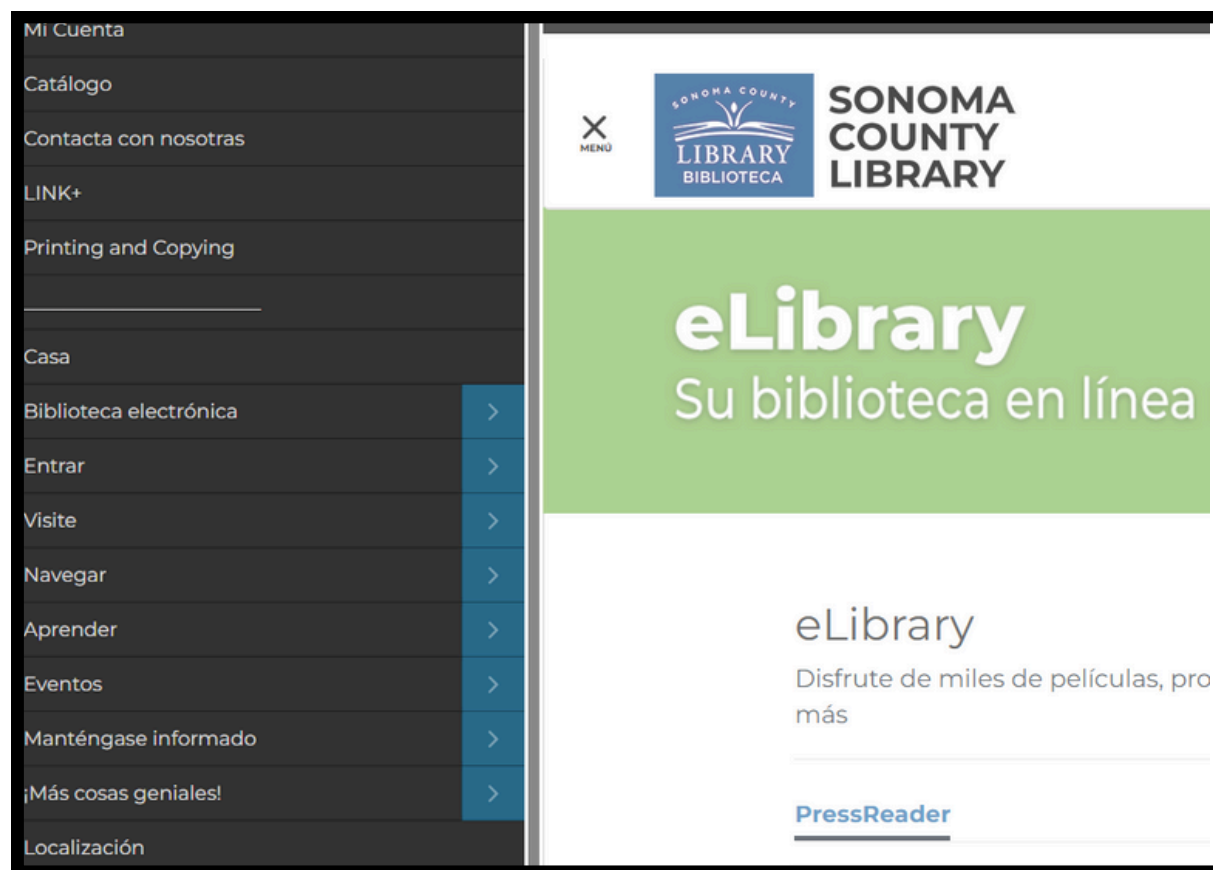 Mi Cuenta
Catálogo
Contacta con nosotras
LINK+
Printing and Copying
Casa
Biblioteca electrónica
Entrar
Visite
Navegar
Aprender
Eventos
Manténgase informado
¡Más cosas geniales!
Localización
MENÚ
SONOMA COUNTY
LIBRARY
BIBLIOTECA
SONOMA
COUNTY
LIBRARY
eLibrary
Su biblioteca en línea
eLibrary
Disfrute de miles de películas, pro
más
PressReader